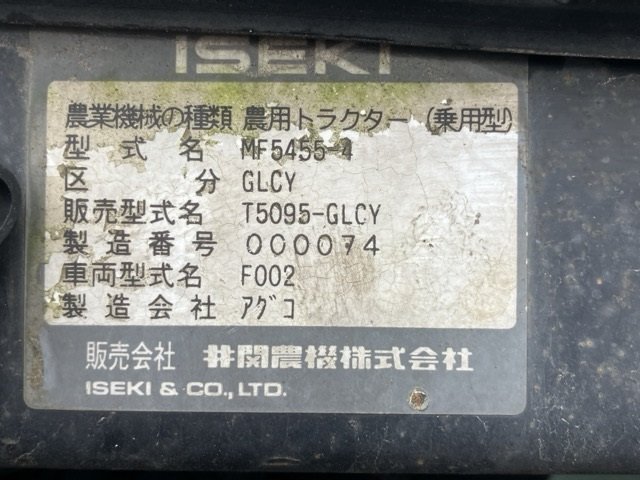 ISEKI
農業機械の種類 農用トラクター(乗用型)
型式名 MF5455-4
区分 GLCY
販売型式名 T5095-GLCY
製造番号 000074
車両型式名 F002
製造会社 アグコ
販売会社 井関農機株式会社
ISEKI & CO., LTD.